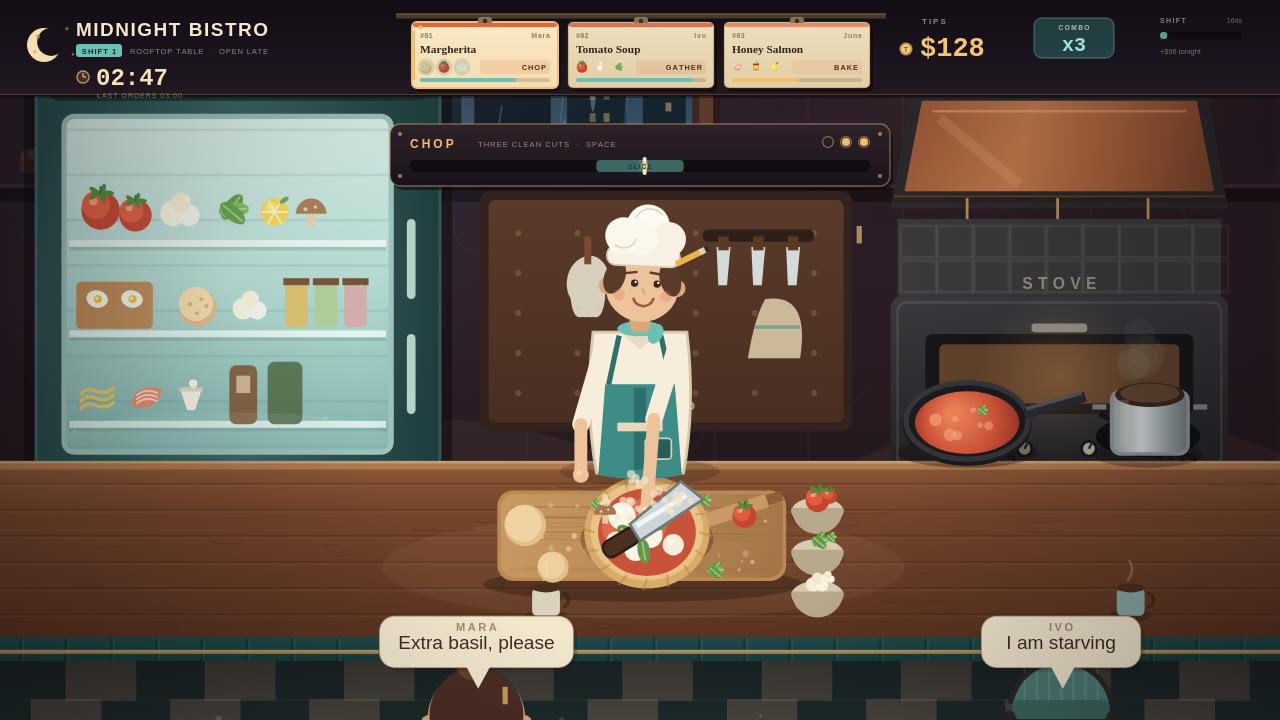 MIDNIGHT BISTRO
SHIFT 1 ROOFTOP TABLE · OPEN LATE
02:47
LAST ORDERS 03:00
#01 Mara
Margherita
CHOP
#02 Ivo
Tomato Soup
GATHER
#03 June
Honey Salmon
BAKE
TIPS
$128
COMBO
x3
SHIFT 164s
+$96 tonight
CHOP THREE CLEAN CUTS · SPACE
SLICE
STOVE
MARA
Extra basil, please
IVO
I am starving